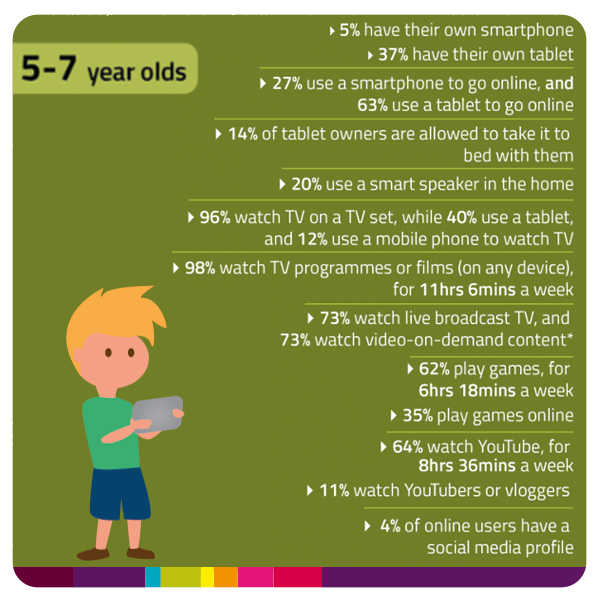 5-7 year olds
5% have their own smartphone
37% have their own tablet
27% use a smartphone to go online, and
63% use a tablet to go online
14% of tablet owners are allowed to take it to
bed with them
20% use a smart speaker in the home
96% watch TV on a TV set, while 40% use a tablet,
and 12% use a mobile phone to watch TV
98% watch TV programmes or films (on any device),
for 11hrs 6mins a week
73% watch live broadcast TV, and
73% watch video-on-demand content*
62% play games, for
6hrs 18mins a week
35% play games online
64% watch YouTube, for
8hrs 36mins a week
11% watch YouTubers or vloggers
4% of online users have a
social media profile